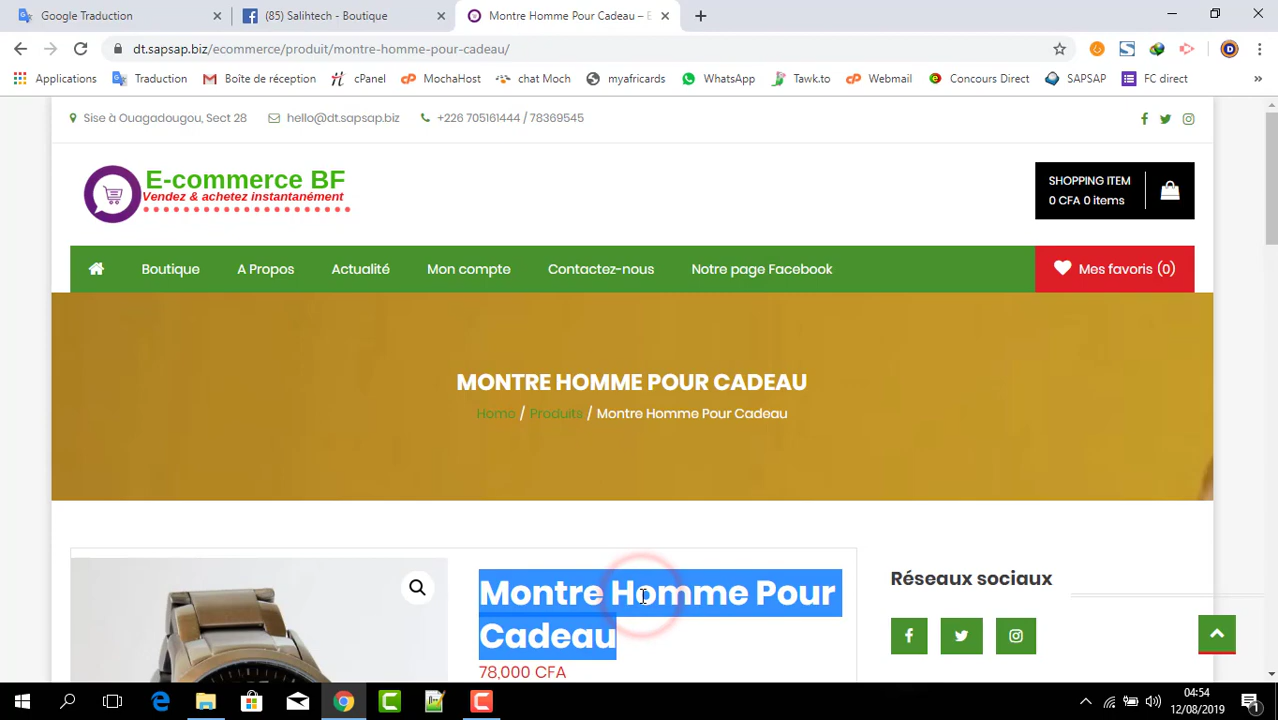 Google Traduction
(85) Salihtech - Boutique
Montre Homme Pour Cadeau – E
dt.sapsap.biz/ecommerce/produit/montre-homme-pour-cadeau/
Applications Traduction Boîte de réception cPanel MochaHost chat Moch myafricards WhatsApp Tawk.to Webmail Concours Direct SAPSAP FC direct »
Sise à Ouagadougou, Sect 28 hello@dt.sapsap.biz +226 705161444 / 78369545
E-commerce BF
Vendez & achetez instantanément
SHOPPING ITEM
0 CFA 0 items
Boutique A Propos Actualité Mon compte Contactez-nous Notre page Facebook Mes favoris (0)
MONTRE HOMME POUR CADEAU
Home / Produits / Montre Homme Pour Cadeau
Montre Homme Pour
Cadeau
78,000 CFA
Réseaux sociaux
04:54
12/08/2019